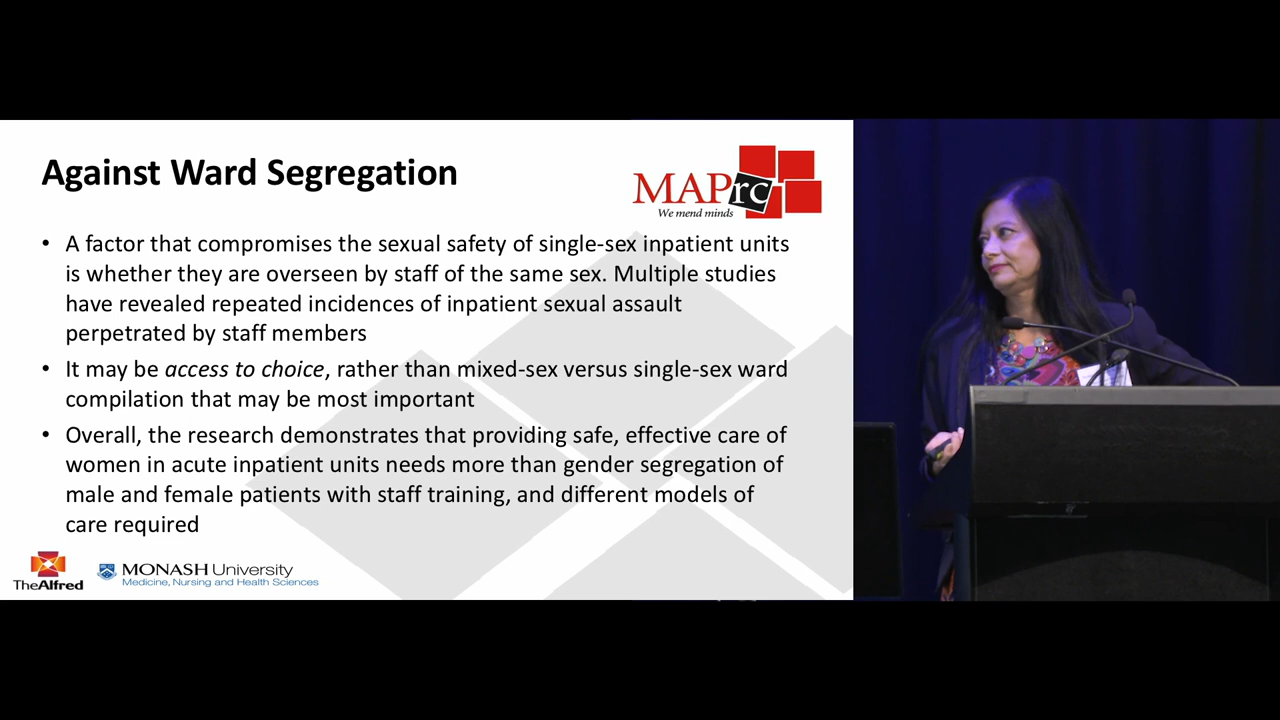 Against Ward Segregation
MAPrc
We mend minds
• A factor that compromises the sexual safety of single-sex inpatient units
is whether they are overseen by staff of the same sex. Multiple studies
have revealed repeated incidences of inpatient sexual assault
perpetrated by staff members
• It may be access to choice, rather than mixed-sex versus single-sex ward
compilation that may be most important
• Overall, the research demonstrates that providing safe, effective care of
women in acute inpatient units needs more than gender segregation of
male and female patients with staff training, and different models of
care required
TheAlfred
MONASH University
Medicine, Nursing and Health Sciences